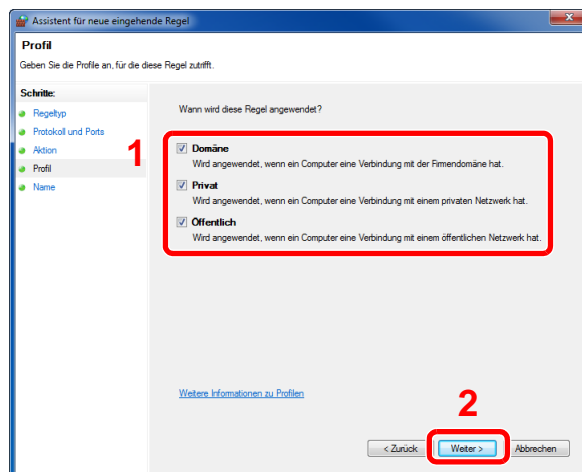 Assistent für neue eingehende Regel
x
Profil
Geben Sie die Profile an, für die diese Regel zutrifft.
Schritte:
Regeltyp
Protokoll und Ports
Aktion
Profil
Name
Wann wird diese Regel angewendet?
1
Domäne
Wird angewendet, wenn ein Computer eine Verbindung mit der Firmendomäne hat.
Privat
Wird angewendet, wenn ein Computer eine Verbindung mit einem privaten Netzwerk hat.
Öffentlich
Wird angewendet, wenn ein Computer eine Verbindung mit einem öffentlichen Netzwerk hat.
Weitere Informationen zu Profilen
2
< Zurück
Weiter >
Abbrechen